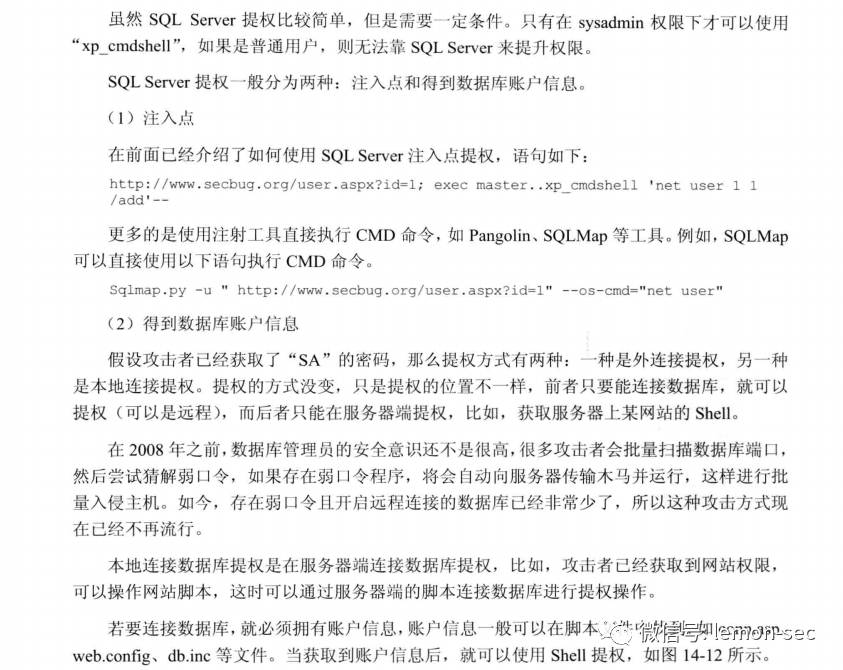 虽然 SQL Server 提权比较简单，但是需要一定条件。只有在 sysadmin 权限下才可以使用
“xp_cmdshell”，如果是普通用户，则无法靠 SQL Server 来提升权限。
SQL Server 提权一般分为两种：注入点和得到数据库账户信息。
（1）注入点
在前面已经介绍了如何使用 SQL Server 注入点提权，语句如下：
http://www.secbug.org/user.aspx?id=1; exec master..xp_cmdshell 'net user 1 1
/add'--
更多的是使用注射工具直接执行 CMD 命令，如 Pangolin、SQLMap 等工具。例如，SQLMap
可以直接使用以下语句执行 CMD 命令。
Sqlmap.py -u " http://www.secbug.org/user.aspx?id=1" --os-cmd="net user"
（2）得到数据库账户信息
假设攻击者已经获取了“SA”的密码，那么提权方式有两种：一种是外连接提权，另一种
是本地连接提权。提权的方式没变，只是提权的位置不一样，前者只要能连接数据库，就可以
提权（可以是远程），而后者只能在服务器端提权，比如，获取服务器上某网站的 Shell。
在 2008 年之前，数据库管理员的安全意识还不是很高，很多攻击者会批量扫描数据库端口，
然后尝试猜解弱口令，如果存在弱口令程序，将会自动向服务器传输木马并运行，这样进行批
量入侵主机。如今，存在弱口令且开启远程连接的数据库已经非常少了，所以这种攻击方式现
在已经不再流行。
本地连接数据库提权是在服务器端连接数据库提权，比如，攻击者已经获取到网站权限，
可以操作网站脚本，这时可以通过服务器端的脚本连接数据库进行提权操作。
若要连接数据库，就必须拥有账户信息，账户信息一般可以在脚本
微信号: lemon-sec
web.config、db.inc 等文件。当获取到账户信息后，就可以使用 Shell 提权，如图 14-12 所示。